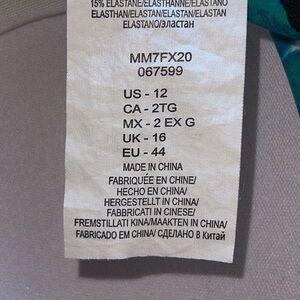 15% ELASTANE/ELASTHANNE/ELASTANO
ELASTHAN/ELASTAN/ELASTAN/ELASTAN
ELASTANO/эластан
MM7FX20
067599
US - 12
CA - 2TG
MX - 2 EX G
UK - 16
EU - 44
MADE IN CHINA
FABRIQUÉE EN CHINE/
HECHO EN CHINA/
HERGESTELLT IN CHINA/
FABBRICATI IN CINESE/
FREMSTILLATI KINA/MAAKTEN IN CHINA/
FABRICADO EM CHINA/ СДЕЛАНО В Китай